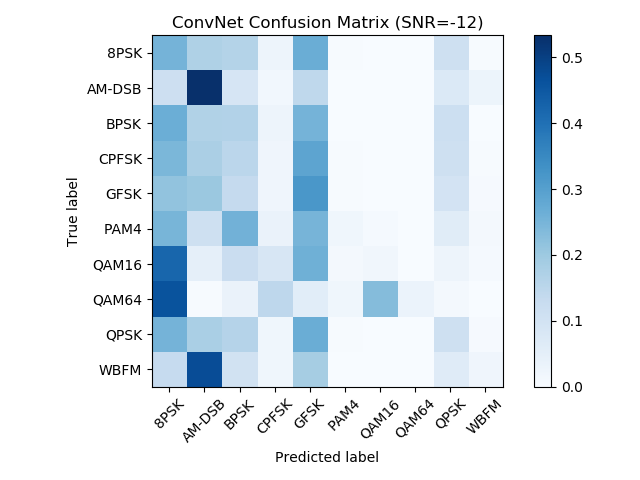 ConvNet Confusion Matrix (SNR=-12)
True label
8PSK
AM-DSB
BPSK
CPFSK
GFSK
PAM4
QAM16
QAM64
QPSK
WBFM
8PSK
AM-DSB
BPSK
CPFSK
GFSK
PAM4
QAM16
QAM64
QPSK
WBFM
Predicted label
0.5
0.4
0.3
0.2
0.1
0.0